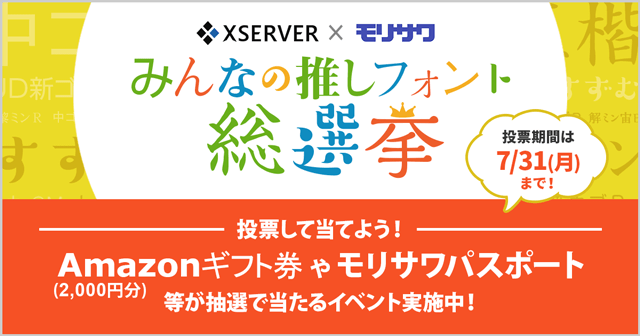 XSERVER × モリサワ
みんなの推しフォント
総選挙
投票期間は
7/31(月)
まで!
投票して当てよう!
Amazonギフト券 や モリサワパスポート
(2,000円分)
等が抽選で当たるイベント実施中!